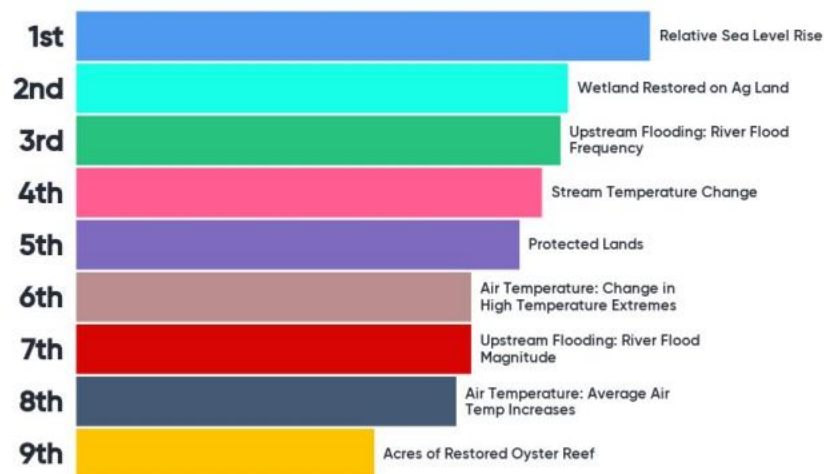 1st
Relative Sea Level Rise
2nd
Wetland Restored on Ag Land
3rd
Upstream Flooding: River Flood
Frequency
4th
Stream Temperature Change
5th
Protected Lands
6th
Air Temperature: Change in
High Temperature Extremes
7th
Upstream Flooding: River Flood
Magnitude
8th
Air Temperature: Average Air
Temp Increases
9th
Acres of Restored Oyster Reef